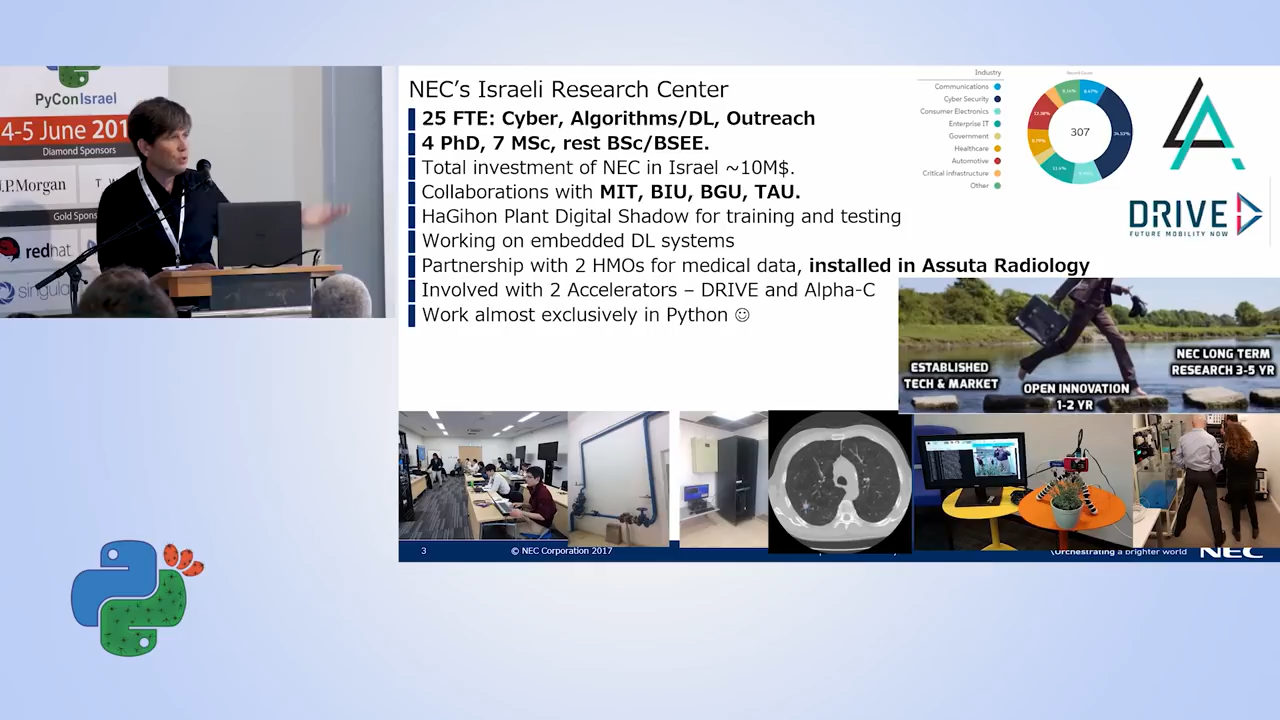 PyConIsrael
4-5 June 201
Diamond Sponsors
J.P.Morgan
T W
Gold Spons
redhat
singul
NEC's Israeli Research Center
25 FTE: Cyber, Algorithms/DL, Outreach
4 PhD, 7 MSc, rest BSc/BSEE.
Total investment of NEC in Israel ~10M$.
Collaborations with MIT, BIU, BGU, TAU.
HaGihon Plant Digital Shadow for training and testing
Working on embedded DL systems
Partnership with 2 HMOs for medical data, installed in Assuta Radiology
Involved with 2 Accelerators – DRIVE and Alpha-C
Work almost exclusively in Python ☺
Industry
Communications
Cyber Security
Consumer Electronics
Enterprise IT
Government
Healthcare
Automotive
Critical infrastructure
Other
307
DRIVE
FUTURE MOBILITY NOW
ESTABLISHED
TECH & MARKET
OPEN INNOVATION
1-2 YR
NEC LONG TERM
RESEARCH 3-5 YR
3
© NEC Corporation 2017
\Orchestrating a brighter world
NEC